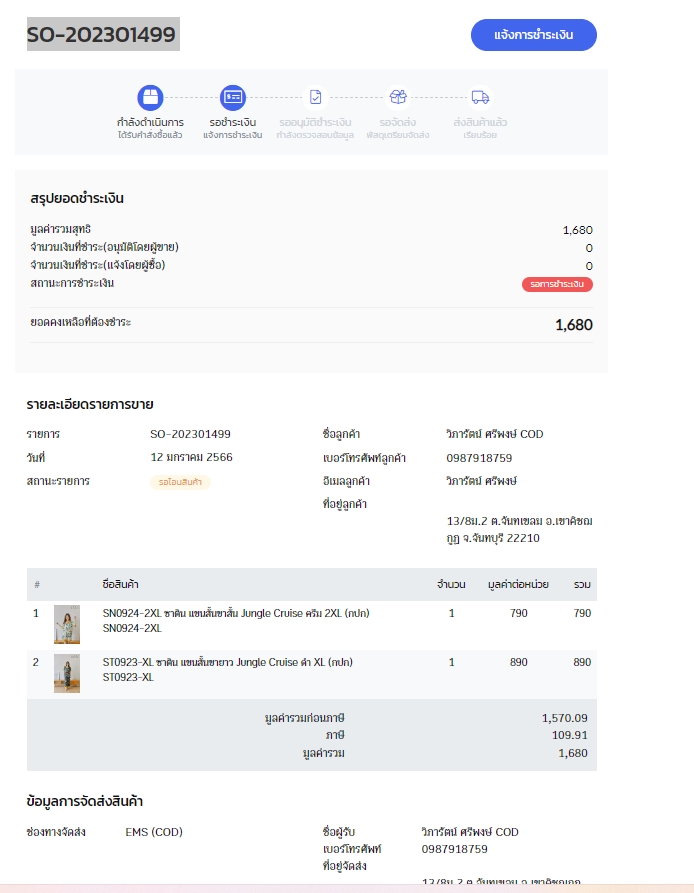 SO-202301499
แจ้งการชำระเงิน
กำลังดำเนินการ
ได้รับคำสั่งซื้อแล้ว
รอชำระเงิน
แจ้งการชำระเงิน
รออนุมัติชำระเงิน
กำลังตรวจสอบข้อมูล
รอจัดส่ง
พัสดุเตรียมจัดส่ง
ส่งสินค้าแล้ว
เรียบร้อย
สรุปยอดชำระเงิน
มูลค่ารวมสุทธิ 1,680
จำนวนเงินที่ชำระ(อนุมัติโดยผู้ขาย) 0
จำนวนเงินที่ชำระ(แจ้งโดยผู้ซื้อ) 0
สถานะการชำระเงิน รอการชำระเงิน
ยอดคงเหลือที่ต้องชำระ 1,680
รายละเอียดรายการขาย
รายการ SO-202301499 ชื่อลูกค้า วิภารัตน์ ศรีพงษ์ COD
วันที่ 12 มกราคม 2566 เบอร์โทรศัพท์ลูกค้า 0987918759
สถานะรายการ รอโอนสินค้า อีเมลลูกค้า วิภารัตน์ ศรีพงษ์
ที่อยู่ลูกค้า
13/8ม.2 ต.จันทเขลม อ.เขาคิชฌ
กูฏ จ.จันทบุรี 22210
# ชื่อสินค้า จำนวน มูลค่าต่อหน่วย รวม
1 SN0924-2XL ซาติน แขนสั้นขาสั้น Jungle Cruise ครีม 2XL (กปก) 1 790 790
SN0924-2XL
2 ST0923-XL ซาติน แขนสั้นขายาว Jungle Cruise ดำ XL (กปก) 1 890 890
ST0923-XL
มูลค่ารวมก่อนภาษี 1,570.09
ภาษี 109.91
มูลค่ารวม 1,680
ข้อมูลการจัดส่งสินค้า
ช่องทางจัดส่ง EMS (COD) ชื่อผู้รับ วิภารัตน์ ศรีพงษ์ COD
เบอร์โทรศัพท์ 0987918759
ที่อยู่จัดส่ง
13/8ม.2 ต.จันทเขลม อ.เขาคิชฌกูฏ